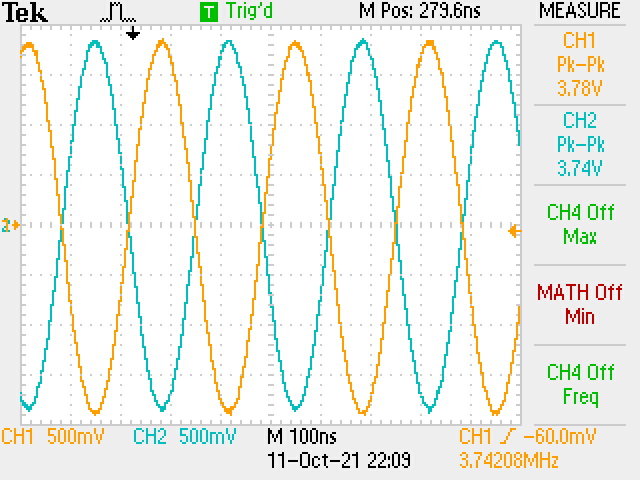 Tek T Trig'd M Pos: 279.6ns MEASURE
CH1
Pk-Pk
3.78V
CH2
Pk-Pk
3.74V
CH4 Off
Max
MATH Off
Min
CH4 Off
Freq
2
CH1 500mV CH2 500mV M 100ns CH1 -60.0mV
11-Oct-21 22:09 3.74208MHz